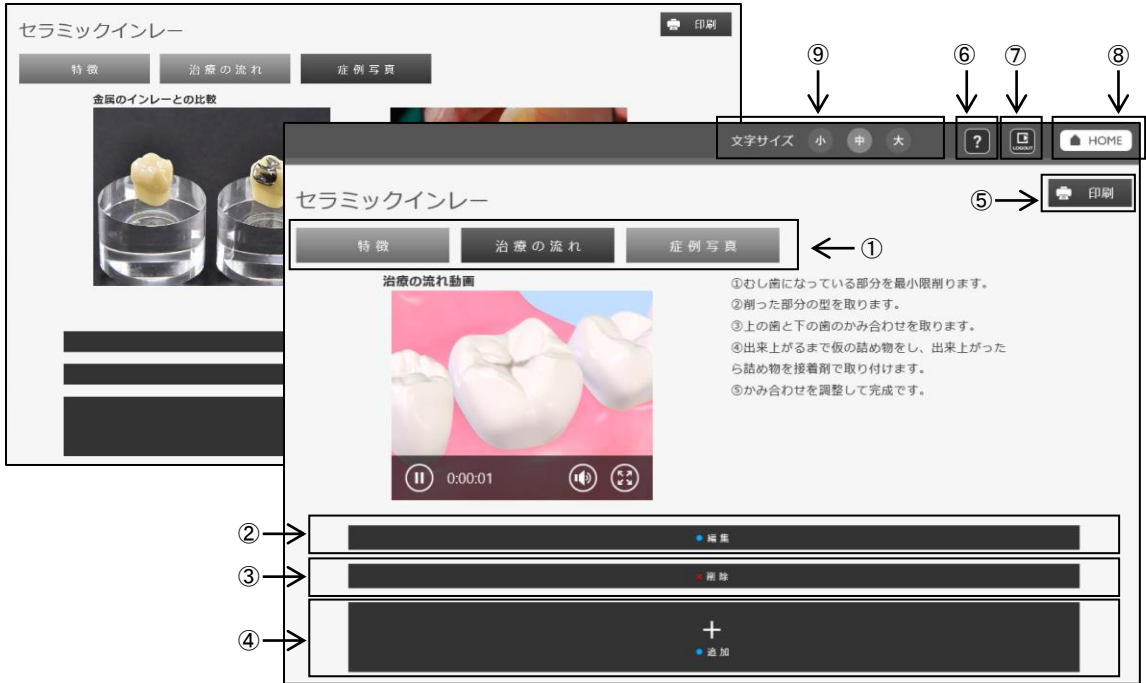 セラミックインレー
印刷
特徴
治療の流れ
症例写真
金属のインレーとの比較
⑨
⑥
⑦
⑧
文字サイズ 小 中 大
?
LOGOUT
HOME
セラミックインレー
⑤
印刷
特徴
治療の流れ
症例写真
①
治療の流れ動画
①むし歯になっている部分を最小限削ります。
②削った部分の型を取ります。
③上の歯と下の歯のかみ合わせを取ります。
④出来上がるまで仮の詰め物をし、出来上がった
ら詰め物を接着剤で取り付けます。
⑤かみ合わせを調整して完成です。
0:00:01
②
編集
③
×削除
④
+
追加